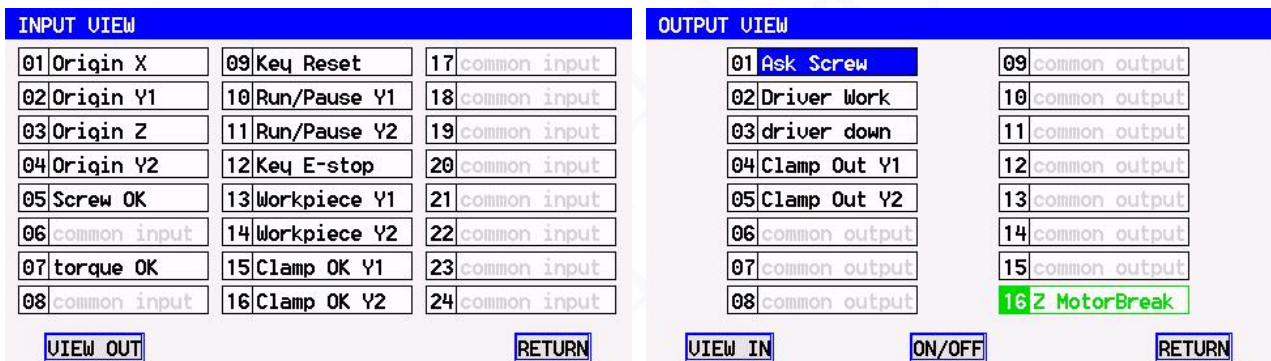 INPUT VIEW
01 Origin X
09 Key Reset
17 common input
02 Origin Y1
10 Run/Pause Y1
18 common input
03 Origin Z
11 Run/Pause Y2
19 common input
04 Origin Y2
12 Key E-stop
20 common input
05 Screw OK
13 Workpiece Y1
21 common input
06 common input
14 Workpiece Y2
22 common input
07 torque OK
15 Clamp OK Y1
23 common input
08 common input
16 Clamp OK Y2
24 common input
VIEW OUT
RETURN
OUTPUT VIEW
01 Ask Screw
09 common output
02 Driver Work
10 common output
03 driver down
11 common output
04 Clamp Out Y1
12 common output
05 Clamp Out Y2
13 common output
06 common output
14 common output
07 common output
15 common output
08 common output
16 Z MotorBreak
VIEW IN
ON/OFF
RETURN